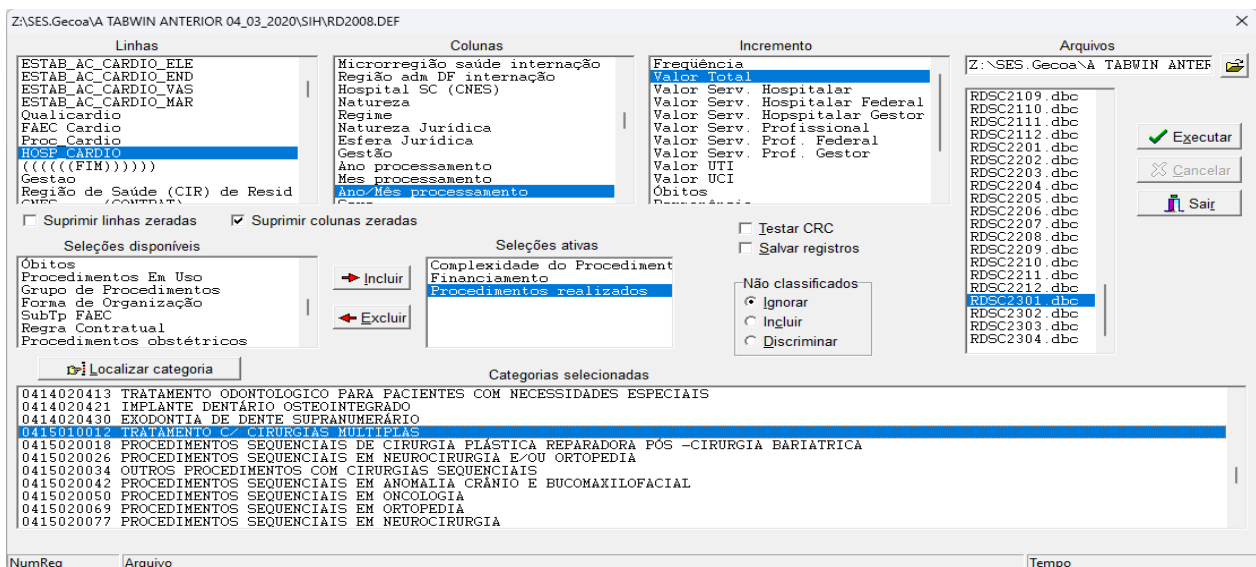 Z:\SES.Gecoa\A TABWIN ANTERIOR 04_03_2020\SIH\RD2008.DEF
Linhas
ESTAB_AC_CARDIO_ELE
ESTAB_AC_CARDIO_END
ESTAB_AC_CARDIO_VAS
ESTAB_AC_CARDIO_MAR
Qualicardio
FAEC Cardio
Proc_Cardio
HOSP_CARDIO
((((((FIM))))))
Gestao
Região de Saúde (CIR) de Resid
Colunas
Microrregião saúde internação
Região adm DF internação
Hospital SC (CNES)
Natureza
Regime
Natureza Jurídica
Esfera Jurídica
Gestão
Ano processamento
Mes processamento
Ano/Mês processamento
Incremento
Freqüência
Valor Total
Valor Serv. Hospitalar
Valor Serv. Hospitalar Federal
Valor Serv. Hopspitalar Gestor
Valor Serv. Profissional
Valor Serv. Prof. Federal
Valor Serv. Prof. Gestor
Valor UTI
Valor UCI
Óbitos
Arquivos
Z:\SES.Gecoa\A TABWIN ANTEF
RDSC2109.dbc
RDSC2110.dbc
RDSC2111.dbc
RDSC2112.dbc
RDSC2201.dbc
RDSC2202.dbc
RDSC2203.dbc
RDSC2204.dbc
RDSC2205.dbc
RDSC2206.dbc
RDSC2207.dbc
RDSC2208.dbc
RDSC2209.dbc
RDSC2210.dbc
RDSC2211.dbc
RDSC2212.dbc
RDSC2301.dbc
RDSC2302.dbc
RDSC2303.dbc
RDSC2304.dbc
Executar
Cancelar
Sair
Suprimir linhas zeradas
Suprimir colunas zeradas
Testar CRC
Salvar registros
Seleções disponíveis
Óbitos
Procedimentos Em Uso
Grupo de Procedimentos
Forma de Organização
SubTp FAEC
Regra Contratual
Procedimentos obstétricos
Incluir
Excluir
Seleções ativas
Complexidade do Procediment
Financiamento
Procedimentos realizados
Não classificados
Ignorar
Incluir
Discriminar
Localizar categoria
Categorias selecionadas
0414020413 TRATAMENTO ODONTOLOGICO PARA PACIENTES COM NECESSIDADES ESPECIAIS
0414020421 IMPLANTE DENTÁRIO OSTEOINTEGRADO
0414020430 EXODONTIA DE DENTE SUPRANUMERÁRIO
0415010012 TRATAMENTO C/ CIRURGIAS MULTIPLAS
0415020018 PROCEDIMENTOS SEQUENCIAIS DE CIRURGIA PLÁSTICA REPARADORA PÓS -CIRURGIA BARIATRICA
0415020026 PROCEDIMENTOS SEQUENCIAIS EM NEUROCIRURGIA E/OU ORTOPEDIA
0415020034 OUTROS PROCEDIMENTOS COM CIRURGIAS SEQUENCIAIS
0415020042 PROCEDIMENTOS SEQUENCIAIS EM ANOMALIA CRÂNIO E BUCOMAXILOFACIAL
0415020050 PROCEDIMENTOS SEQUENCIAIS EM ONCOLOGIA
0415020069 PROCEDIMENTOS SEQUENCIAIS EM ORTOPEDIA
0415020077 PROCEDIMENTOS SEQUENCIAIS EM NEUROCIRURGIA
NumReg
Arquivo
Tempo